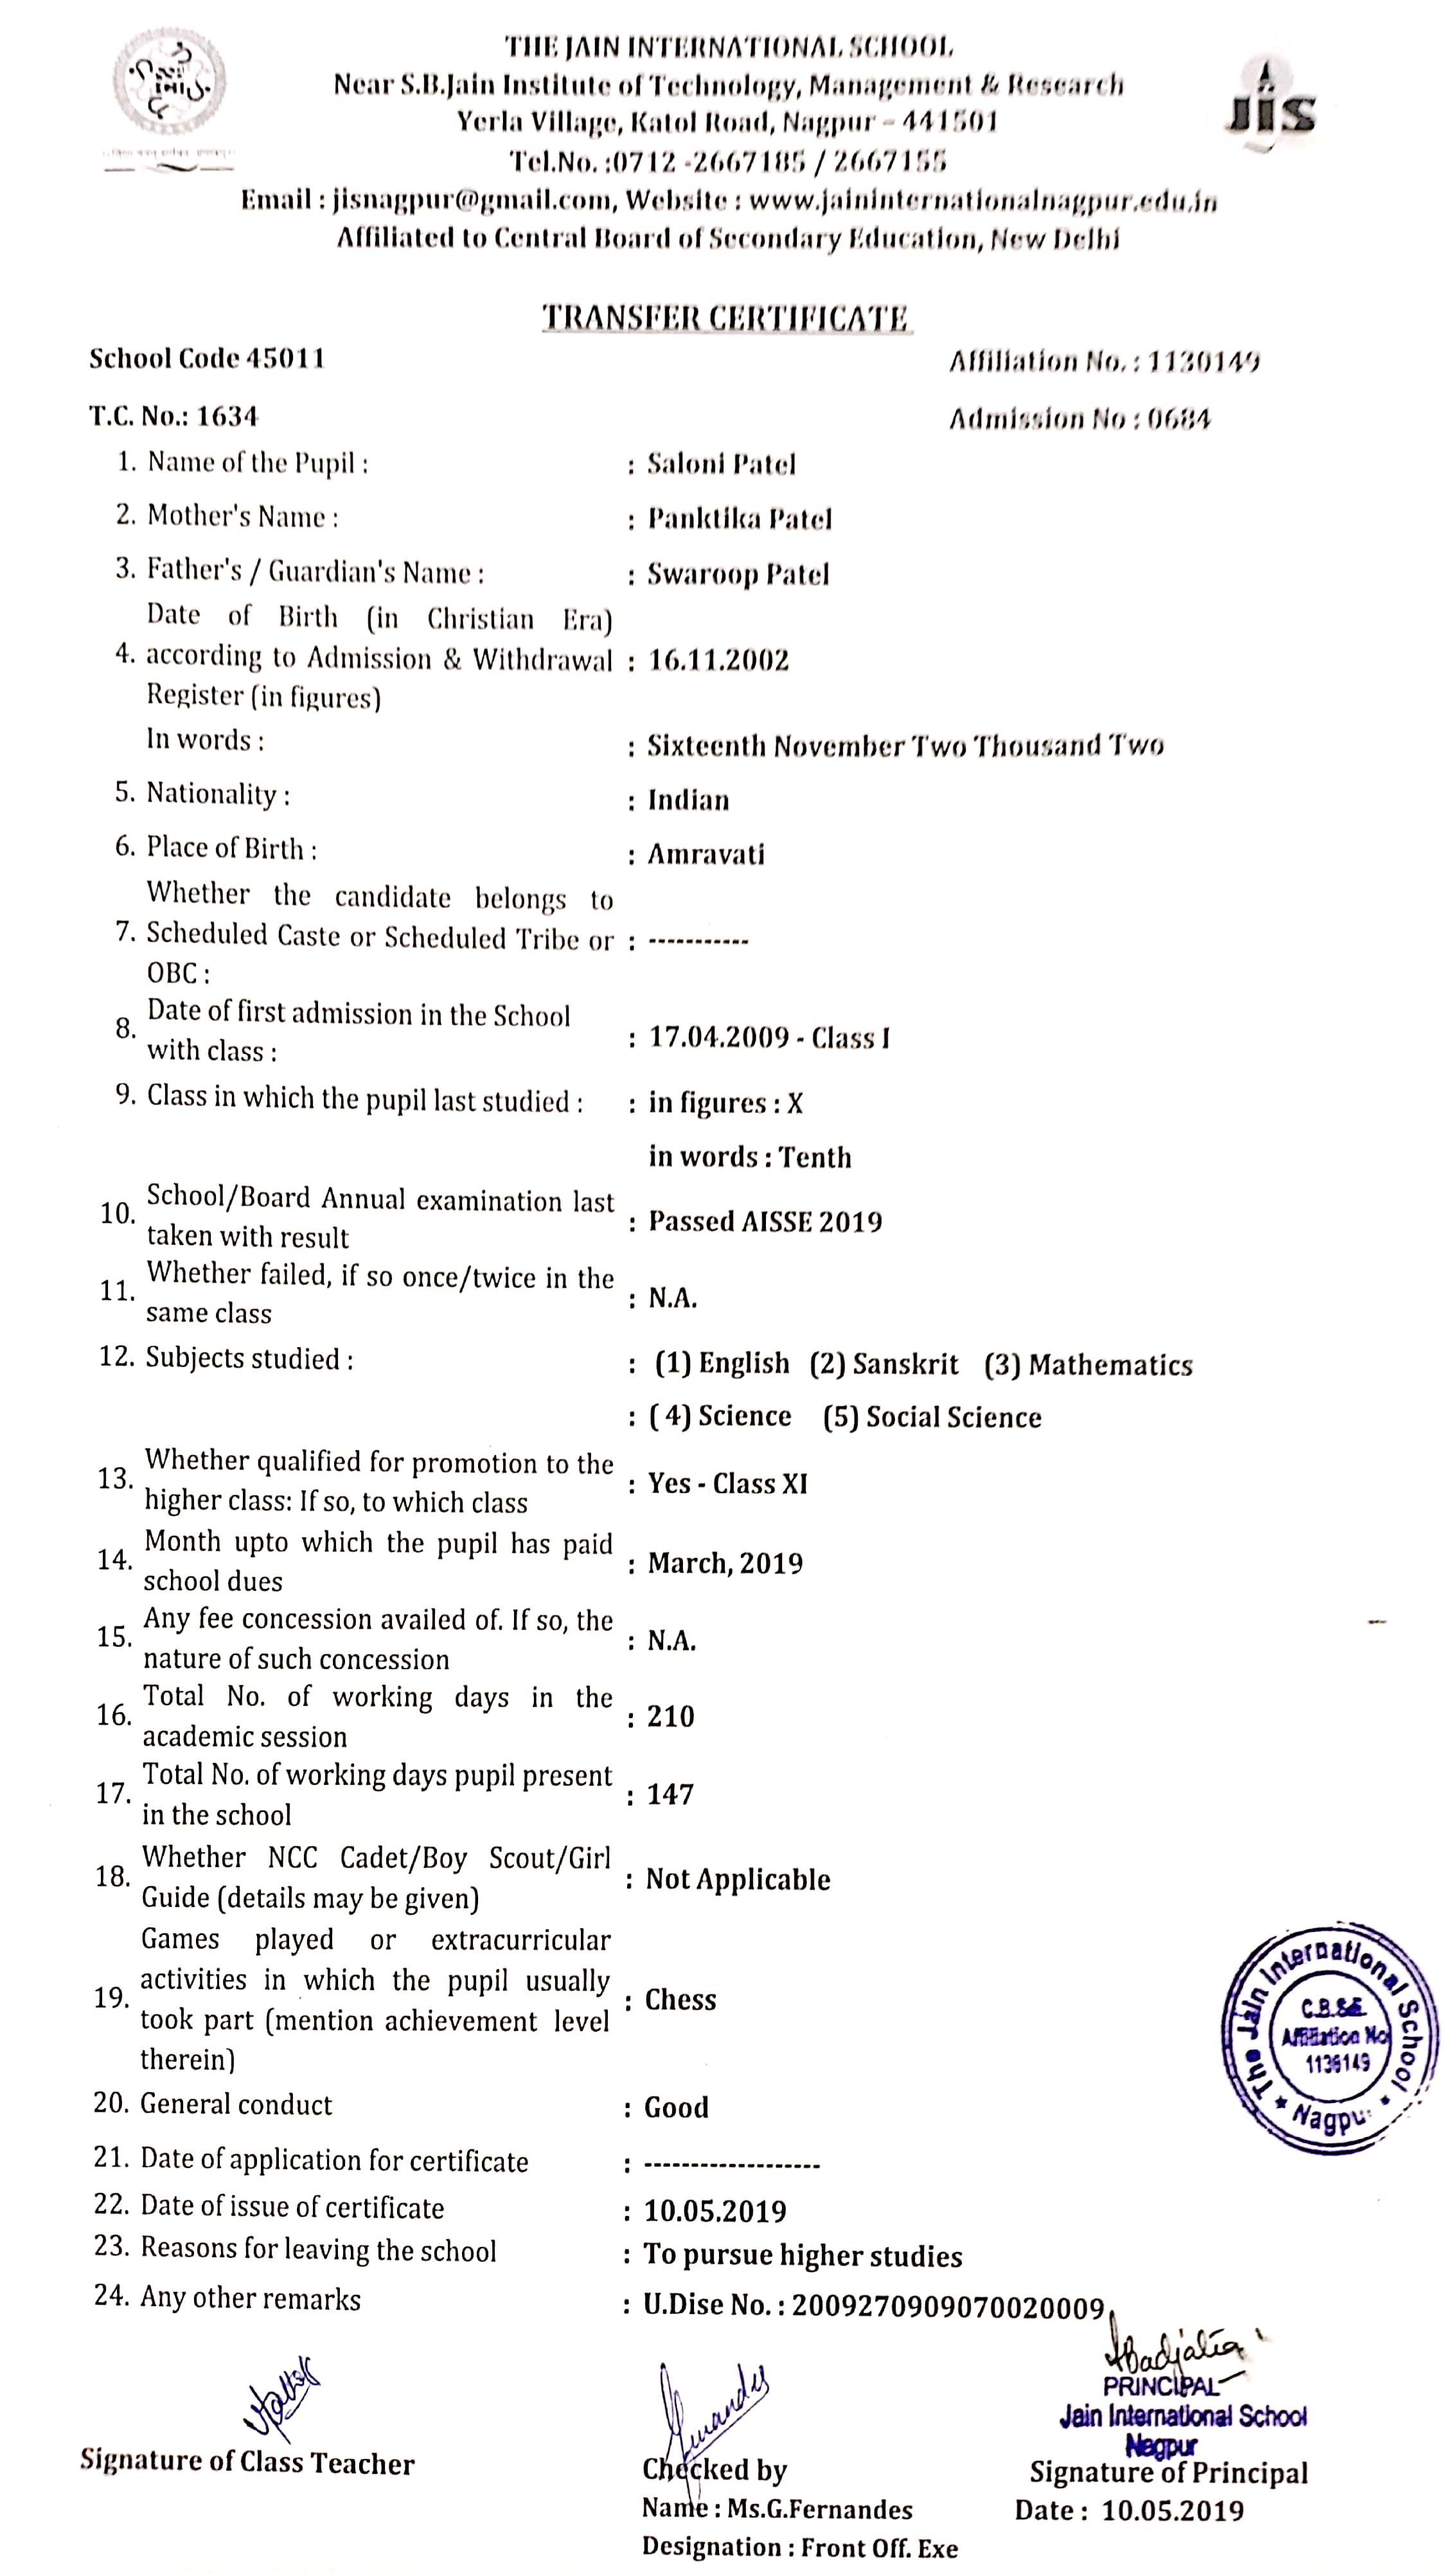 THE JAIN INTERNATIONAL SCHOOL
Near S.B.Jain Institute of Technology, Management & Research
Yerla Village, Katol Road, Nagpur - 441501
JIS
Tel.No. :0712 -2667185 / 2667155
Email : jisnagpur@gmail.com, Website : www.jaininternationalnagpur.edu.in
Affiliated to Central Board of Secondary Education, New Delhi
TRANSFER CERTIFICATE
School Code 45011 Affiliation No. : 1130149
T.C. No.: 1634 Admission No : 0684
1. Name of the Pupil : : Saloni Patel
2. Mother's Name : : Panktika Patel
3. Father's / Guardian's Name : : Swaroop Patel
Date of Birth (in Christian Era)
4. according to Admission & Withdrawal : 16.11.2002
Register (in figures)
In words : : Sixteenth November Two Thousand Two
5. Nationality : : Indian
6. Place of Birth : : Amravati
Whether the candidate belongs to
7. Scheduled Caste or Scheduled Tribe or : -----------
OBC :
8. Date of first admission in the School
with class : : 17.04.2009 - Class I
9. Class in which the pupil last studied : : in figures : X
in words : Tenth
10. School/Board Annual examination last
taken with result : Passed AISSE 2019
11. Whether failed, if so once/twice in the
same class : N.A.
12. Subjects studied : : (1) English (2) Sanskrit (3) Mathematics
: ( 4) Science (5) Social Science
13. Whether qualified for promotion to the
higher class: If so, to which class : Yes - Class XI
14. Month upto which the pupil has paid
school dues : March, 2019
15. Any fee concession availed of. If so, the
nature of such concession : N.A.
16. Total No. of working days in the
academic session : 210
17. Total No. of working days pupil present
in the school : 147
18. Whether NCC Cadet/Boy Scout/Girl
Guide (details may be given) : Not Applicable
Games played or extracurricular
19. activities in which the pupil usually
took part (mention achievement level : Chess
therein)
The Jain International School
C.B.S.E
Affiliation No
Nagpur
20. General conduct : Good
21. Date of application for certificate : -------------------
22. Date of issue of certificate : 10.05.2019
23. Reasons for leaving the school : To pursue higher studies
24. Any other remarks : U.Dise No. : 2009270909070020009
PRINCIPAL
Jain International School
Nagpur
Signature of Class Teacher Checked by Signature of Principal
Name : Ms.G.Fernandes Date : 10.05.2019
Designation : Front Off. Exe